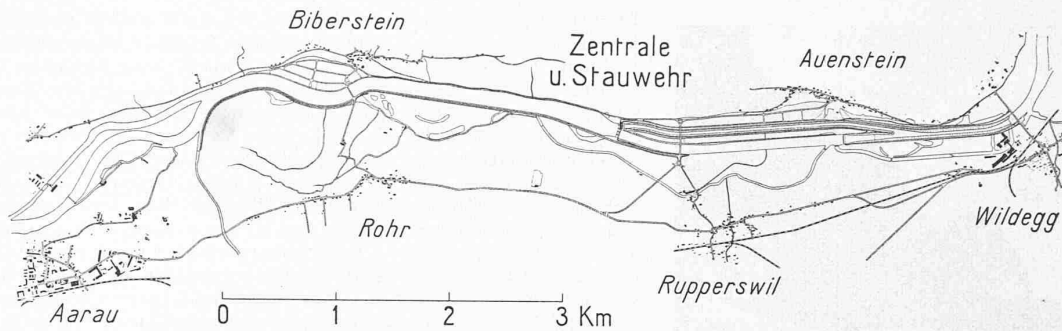 Biberstein
Zentrale
u. Stauwehr
Auenstein
Rohr
Wildegg
Rupperswil
Aarau
0 1 2 3 Km